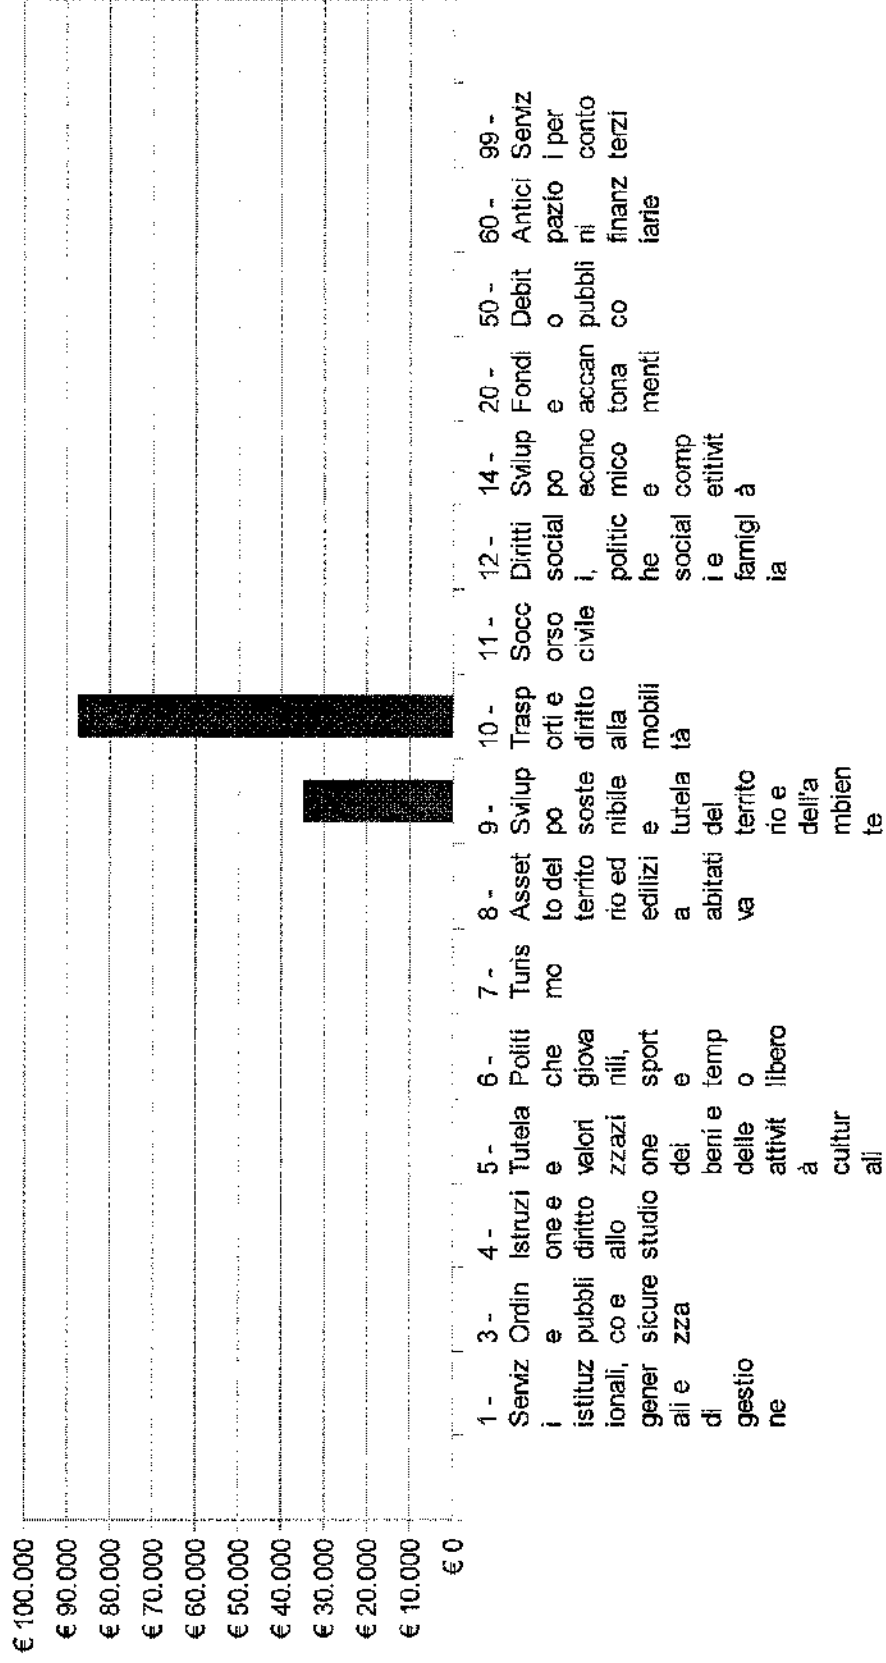 € 100.000
€ 90.000
€ 80.000
€ 70.000
€ 60.000
€ 50.000
€ 40.000
€ 30.000
€ 20.000
€ 10.000
€ 0
1 -
Serviz
i
istituz
ionali,
gener
ali e
di
gestio
ne
3 -
Ordin
e
pubbli
co e
sicure
zza
4 -
Istruzi
one e
diritto
allo
studio
5 -
Tutela
e
valori
zzazi
one
dei
beni e
delle
attivit
à
cultur
ali
6 -
Politi
che
giova
nili,
sport
e
temp
o
libero
7 -
Turis
mo
8 -
Asset
to del
territo
rio ed
edilizi
a
abitati
va
9 -
Svilup
po
soste
nibile
e
tutela
del
territo
rio e
dell'a
mbien
te
10 -
Trasp
orti e
diritto
alla
mobili
tà
11 -
Socc
orso
civile
12 -
Diritti
social
i,
politic
he
social
i e
famigl
ia
14 -
Svilup
po
econo
mico
e
comp
etitivit
à
20 -
Fondi
e
accan
tona
menti
50 -
Debit
o
pubbli
co
60 -
Antici
pazio
ni
finanz
iarie
99 -
Serviz
i per
conto
terzi